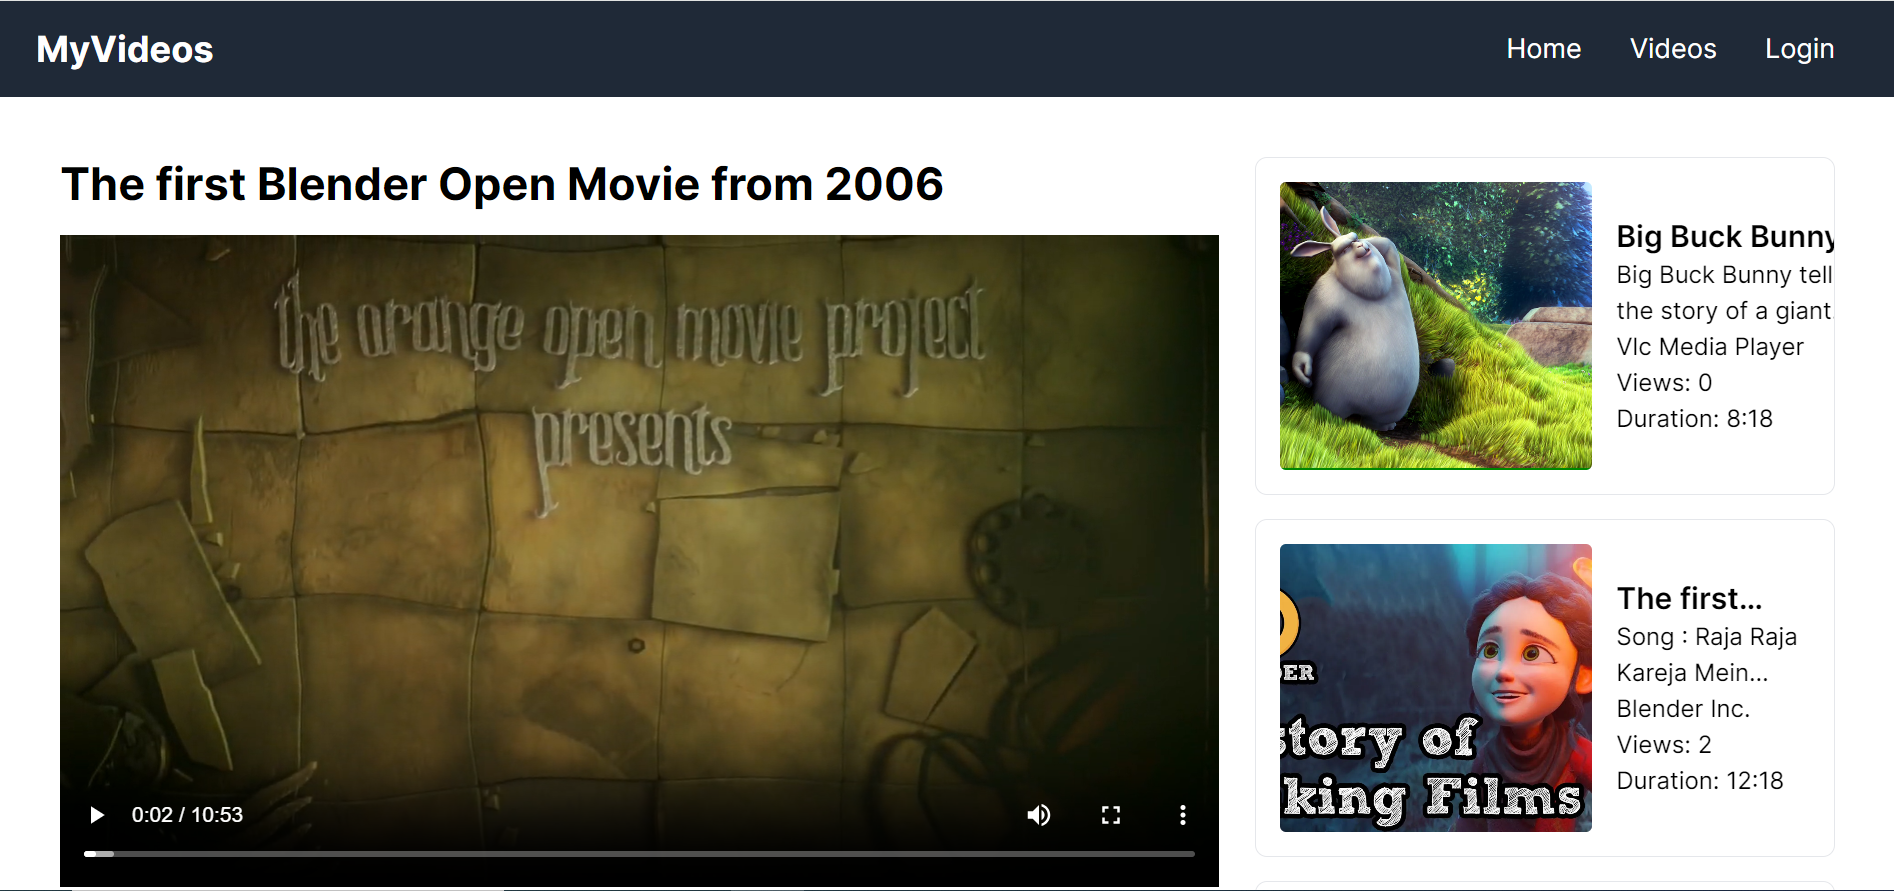 MyVideos
Home Videos Login
The first Blender Open Movie from 2006
the orange open movie project
presents
0:02 / 10:53
Big Buck Bunny
Big Buck Bunny tell
the story of a giant
Vlc Media Player
Views: 0
Duration: 8:18
ER
story of
king Films
The first...
Song : Raja Raja
Kareja Mein...
Blender Inc.
Views: 2
Duration: 12:18